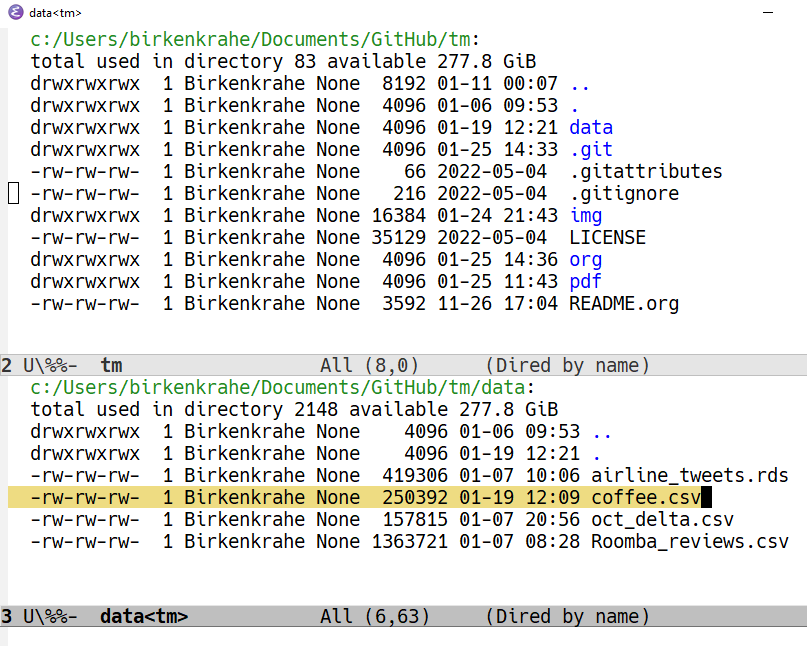 data<tm>
c:/Users/birkenkrahe/Documents/GitHub/tm:
total used in directory 83 available 277.8 GiB
drwxrwxrwx  1 Birkenkrahe None  8192 01-11 00:07 ..
drwxrwxrwx  1 Birkenkrahe None  4096 01-06 09:53 .
drwxrwxrwx  1 Birkenkrahe None  4096 01-19 12:21 data
drwxrwxrwx  1 Birkenkrahe None  4096 01-25 14:33 .git
-rw-rw-rw-  1 Birkenkrahe None    66 2022-05-04  .gitattributes
-rw-rw-rw-  1 Birkenkrahe None   216 2022-05-04  .gitignore
drwxrwxrwx  1 Birkenkrahe None 16384 01-24 21:43 img
-rw-rw-rw-  1 Birkenkrahe None 35129 2022-05-04  LICENSE
drwxrwxrwx  1 Birkenkrahe None  4096 01-25 14:36 org
drwxrwxrwx  1 Birkenkrahe None  4096 01-25 11:43 pdf
-rw-rw-rw-  1 Birkenkrahe None  3592 11-26 17:04 README.org
2 U\%%-  tm                  All (8,0)      (Dired by name)
c:/Users/birkenkrahe/Documents/GitHub/tm/data:
total used in directory 2148 available 277.8 GiB
drwxrwxrwx  1 Birkenkrahe None    4096 01-06 09:53 ..
drwxrwxrwx  1 Birkenkrahe None    4096 01-19 12:21 .
-rw-rw-rw-  1 Birkenkrahe None  419306 01-07 10:06 airline_tweets.rds
-rw-rw-rw-  1 Birkenkrahe None  250392 01-19 12:09 coffee.csv
-rw-rw-rw-  1 Birkenkrahe None  157815 01-07 20:56 oct_delta.csv
-rw-rw-rw-  1 Birkenkrahe None 1363721 01-07 08:28 Roomba_reviews.csv
3 U\%%-  data<tm>            All (6,63)     (Dired by name)